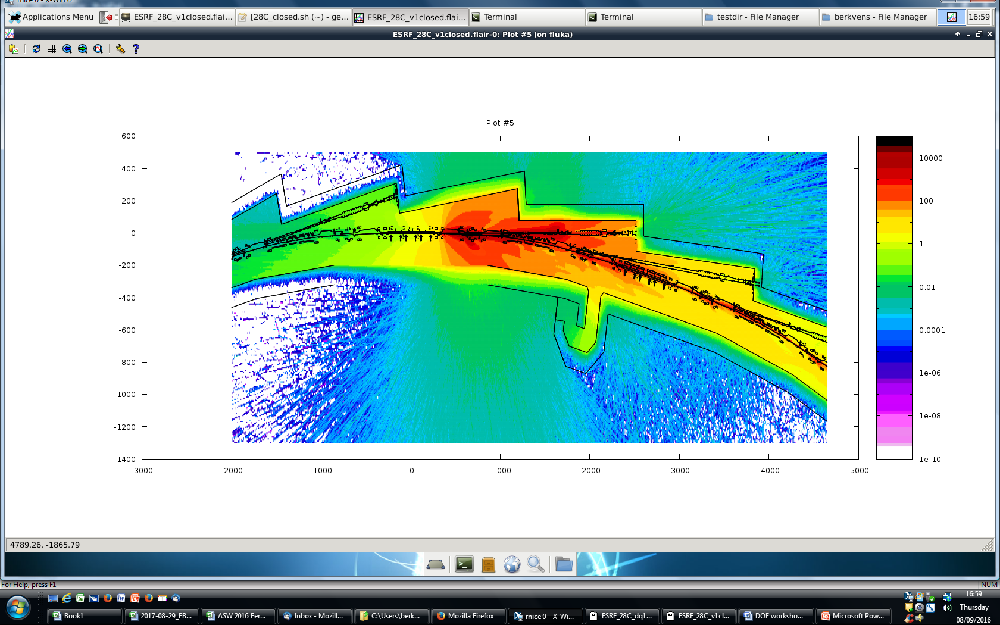 rnice 0 - X-Win32
Applications Menu
ESRF_28C_v1closed.flai...
[28C_closed.sh (~) - ge...
ESRF_28C_v1closed.flai...
Terminal
Terminal
testdir - File Manager
berkvens - File Manager
16:59
ESRF_28C_v1closed.flair-0: Plot #5 (on fluka)
Plot #5
600
400
200
0
-200
-400
-600
-800
-1000
-1200
-1400
-3000
-2000
-1000
0
1000
2000
3000
4000
5000
10000
100
1
0.01
0.0001
1e-06
1e-08
1e-10
4789.26, -1865.79
For Help, press F1
NUM
16:59
Thursday
08/09/2016
Book1
2017-08-29_EB...
ASW 2016 Fer...
Inbox - Mozill...
C:\Users\berk...
Mozilla Firefox
rnice 0 - X-Wi...
ESRF_28C_dq1...
ESRF_28C_v1cl...
DOE worksho...
Microsoft Pow...